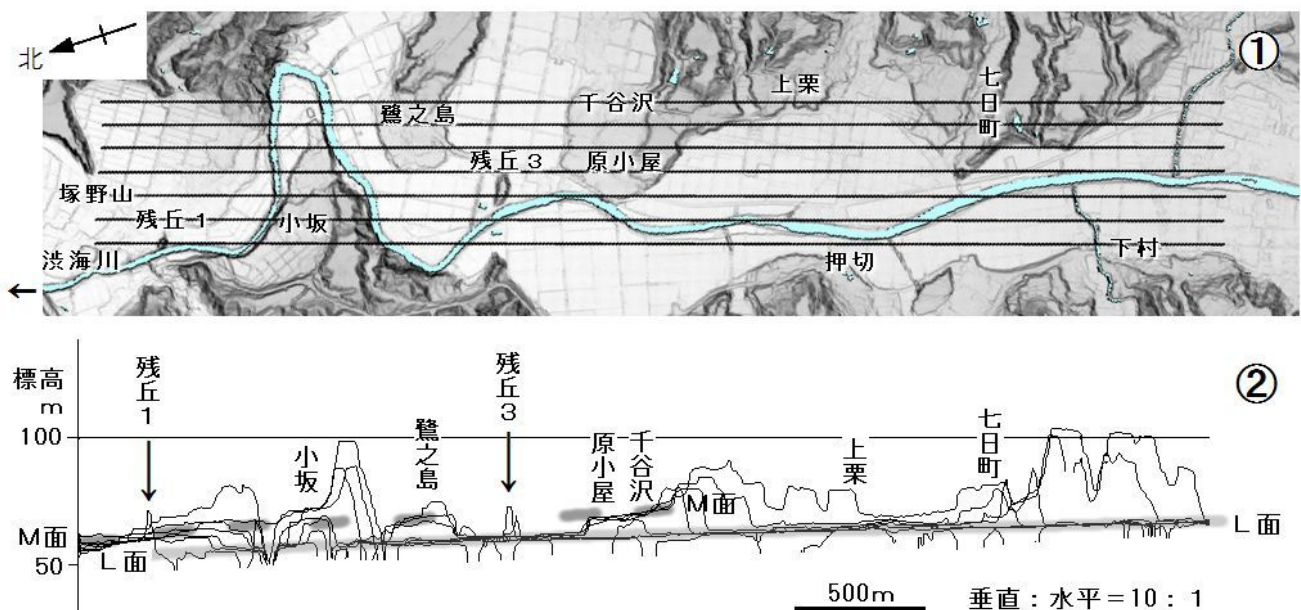 ①
北
七日町
上栗
千谷沢
鷺之島
残丘3 原小屋
塚野山
残丘1 小坂
渋海川
押切
下村
②
標高
m
100
50
残丘1
小坂
鷺之島
残丘3
原小屋
千谷沢
M面
上栗
七日町
M面
L面
L面
500m 垂直：水平＝10：1